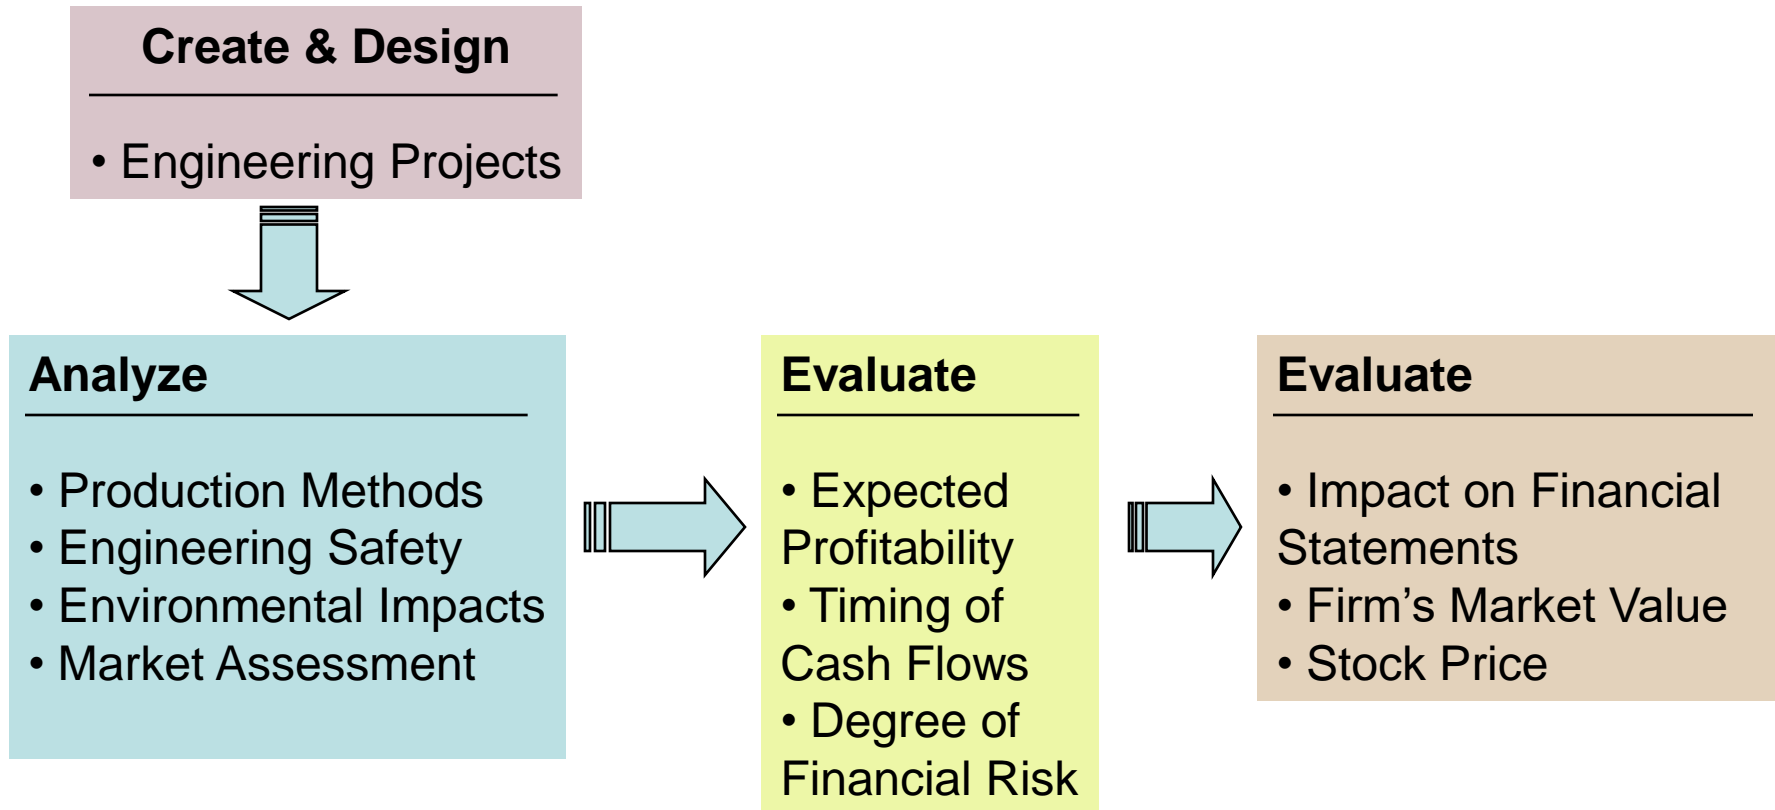 Create & Design
• Engineering Projects
Analyze
• Production Methods
• Engineering Safety
• Environmental Impacts
• Market Assessment
Evaluate
• Expected
Profitability
• Timing of
Cash Flows
• Degree of
Financial Risk
Evaluate
• Impact on Financial
Statements
• Firm’s Market Value
• Stock Price